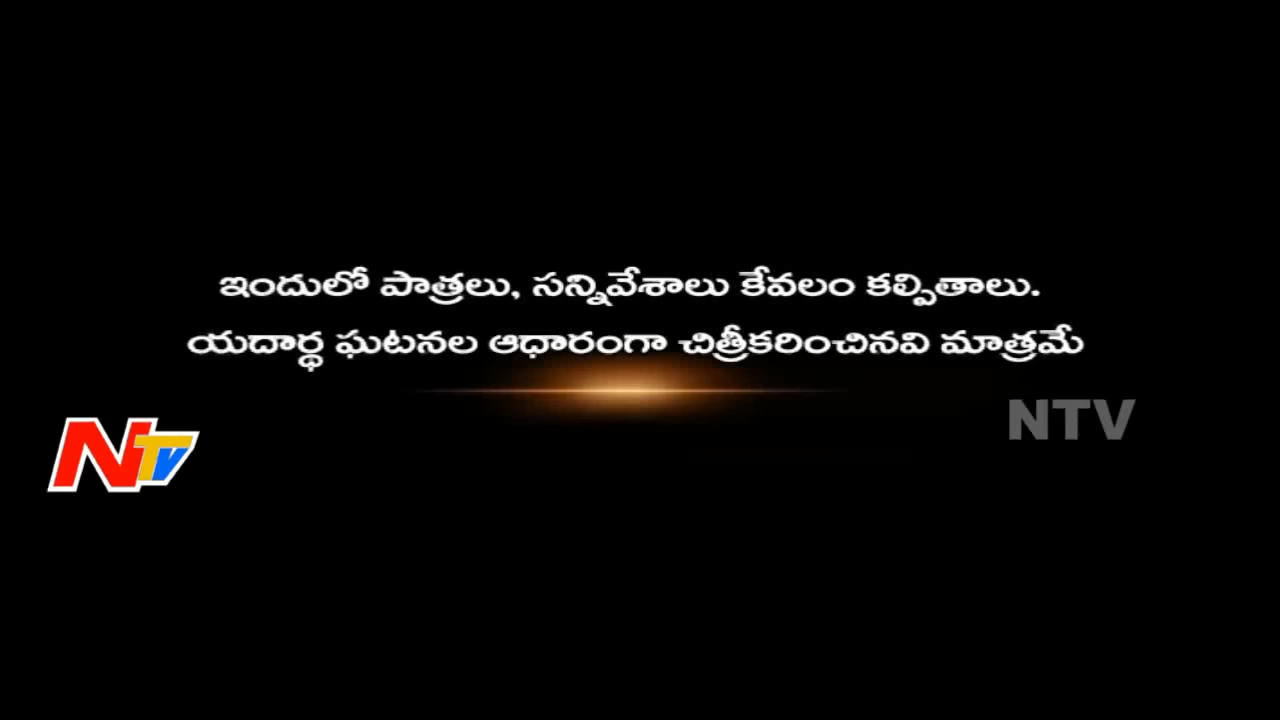 ఇందులో పాత్రలు, సన్నివేశాలు కేవలం కల్పితాలు.
యదార్ధ ఘటనల ఆధారంగా చిత్రీకరించినవి మాత్రమే
NTV
NTV